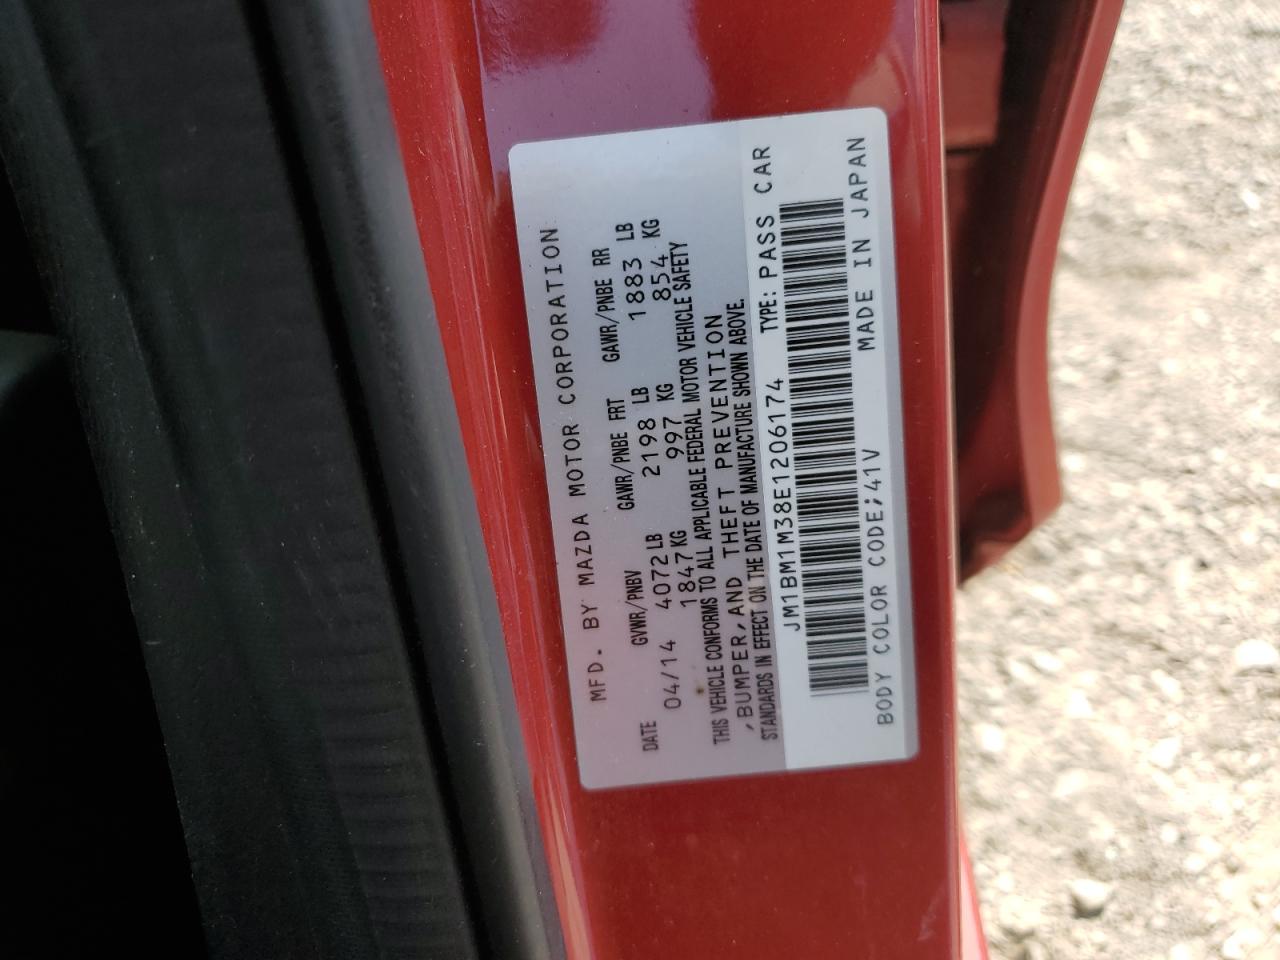 MFD. BY MAZDA MOTOR CORPORATION
DATE GVWR/PNBV GAWR/PNBE FRT GAWR/PNBE RR
04/14 4072 LB 2198 LB 1883 LB
1847 KG 997 KG 854 KG
THIS VEHICLE CONFORMS TO ALL APPLICABLE FEDERAL MOTOR VEHICLE SAFETY
,BUMPER,AND THEFT PREVENTION
STANDARDS IN EFFECT ON THE DATE OF MANUFACTURE SHOWN ABOVE.
JM1BM1M38E1206174 TYPE: PASS CAR
BODY COLOR CODE;41V MADE IN JAPAN